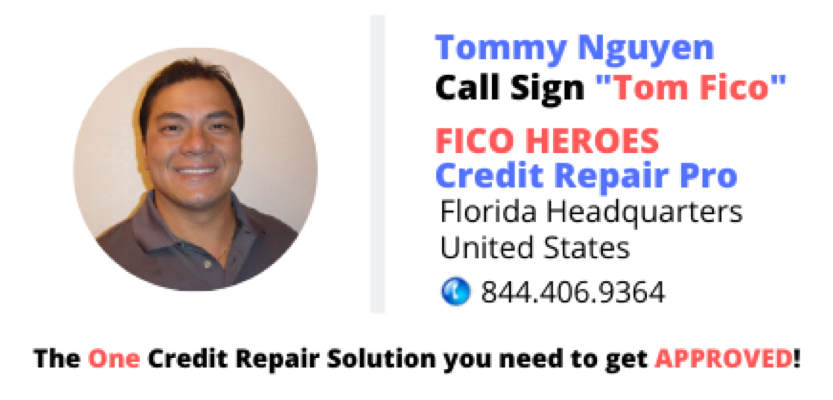 Tommy Nguyen
Call Sign "Tom Fico"
FICO HEROES
Credit Repair Pro
Florida Headquarters
United States
844.406.9364
The One Credit Repair Solution you need to get APPROVED!